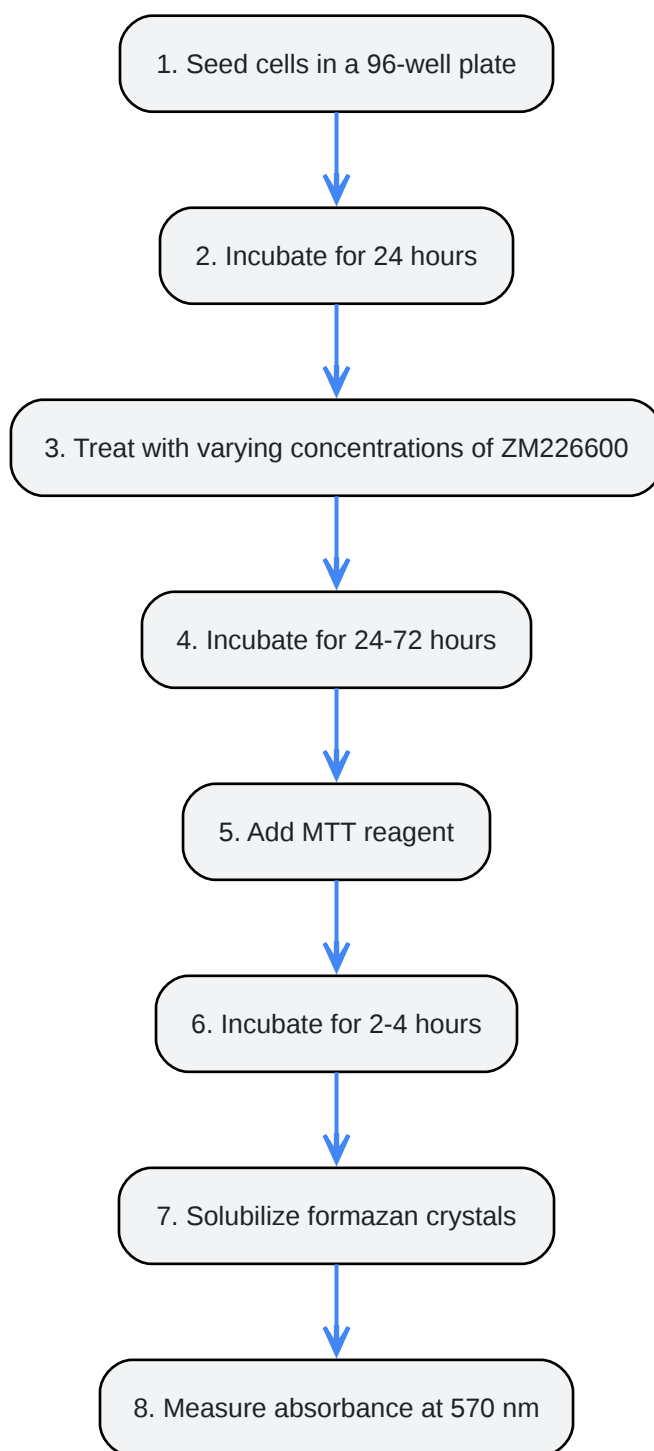 1. Seed cells in a 96-well plate
2. Incubate for 24 hours
3. Treat with varying concentrations of ZM226600
4. Incubate for 24-72 hours
5. Add MTT reagent
6. Incubate for 2-4 hours
7. Solubilize formazan crystals
8. Measure absorbance at 570 nm